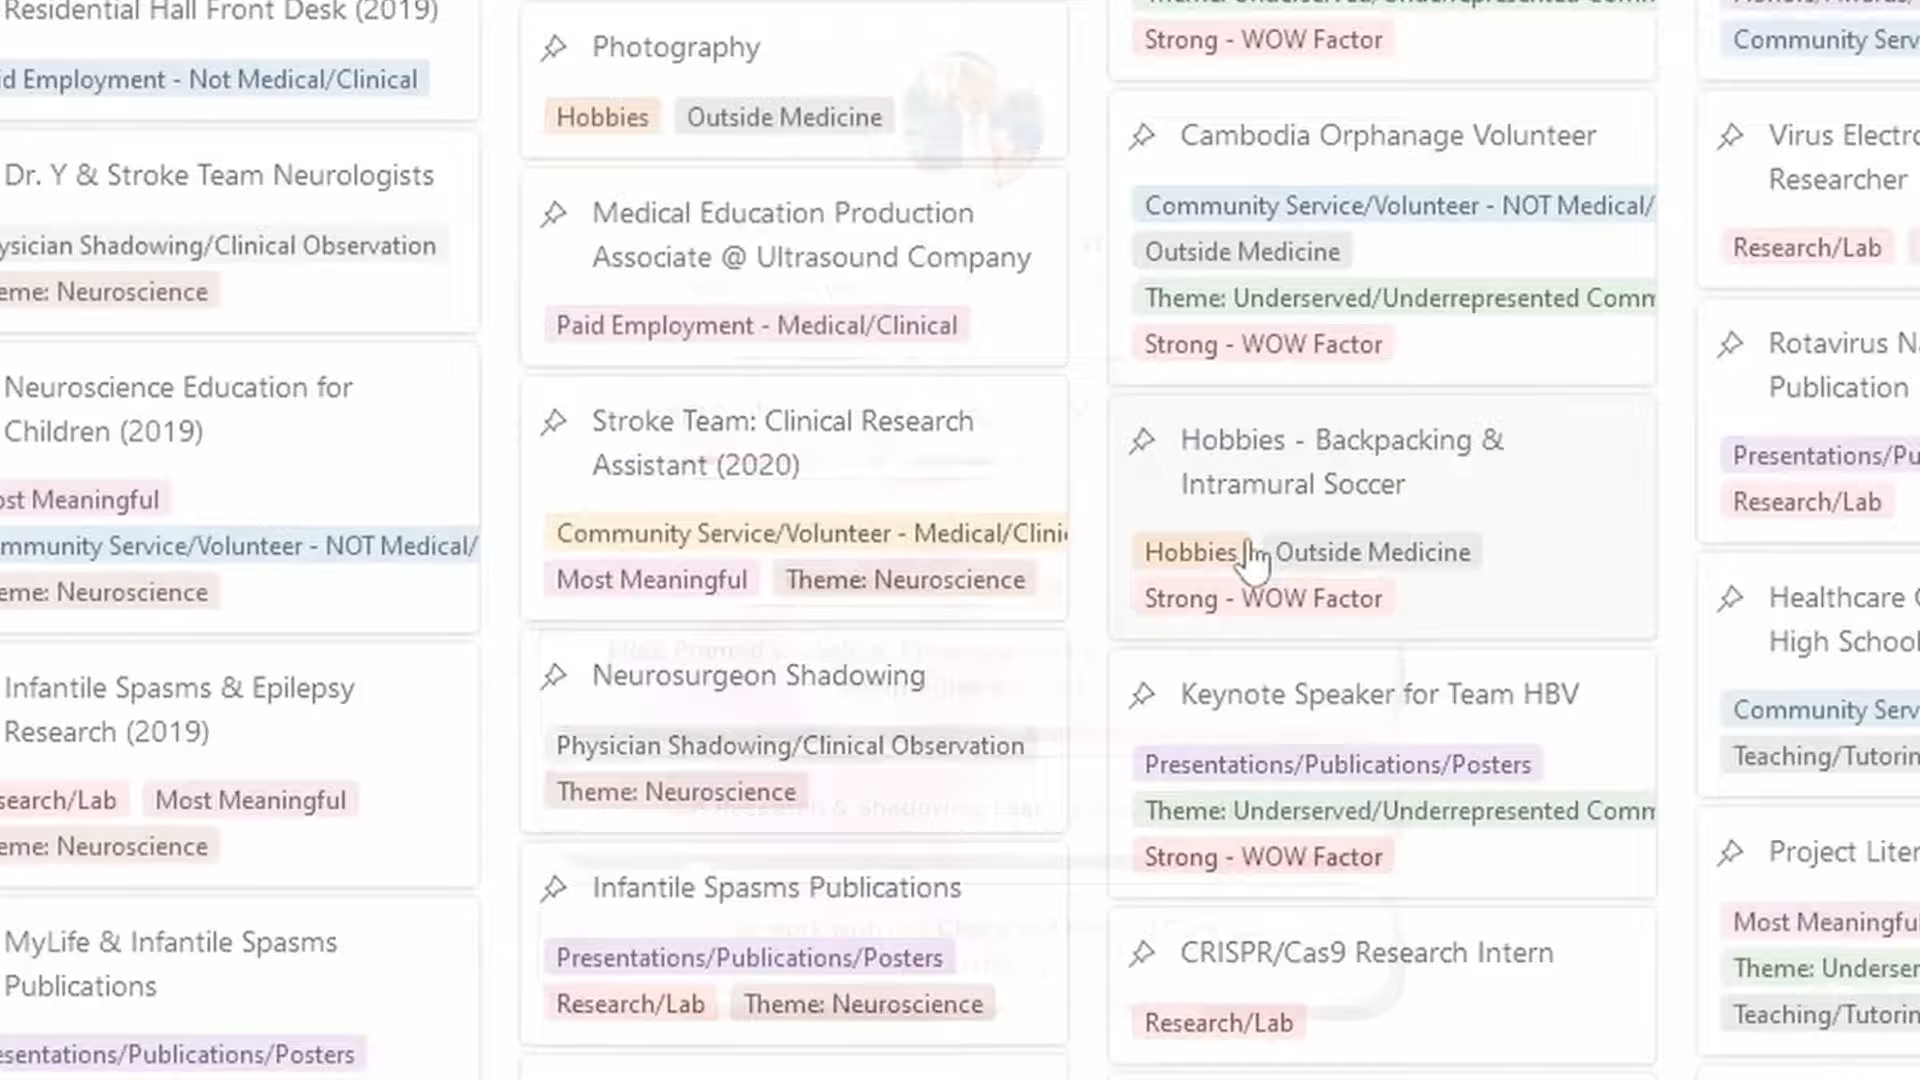 Residential Hall Front Desk (2019)
id Employment - Not Medical/Clinical
Dr. Y & Stroke Team Neurologists
ysician Shadowing/Clinical Observation
eme: Neuroscience
Neuroscience Education for
Children (2019)
ost Meaningful
mmunity Service/Volunteer - NOT Medical/
eme: Neuroscience
Infantile Spasms & Epilepsy
Research (2019)
search/Lab Most Meaningful
eme: Neuroscience
MyLife & Infantile Spasms
Publications
esentations/Publications/Posters
Photography
Hobbies Outside Medicine
Medical Education Production
Associate @ Ultrasound Company
Paid Employment - Medical/Clinical
Stroke Team: Clinical Research
Assistant (2020)
Community Service/Volunteer - Medical/Clini
Most Meaningful Theme: Neuroscience
Neurosurgeon Shadowing
Physician Shadowing/Clinical Observation
Theme: Neuroscience
Infantile Spasms Publications
Presentations/Publications/Posters
Research/Lab Theme: Neuroscience
Theme: Underserved/Underrepresented Comm
Strong - WOW Factor
Cambodia Orphanage Volunteer
Community Service/Volunteer - NOT Medical/
Outside Medicine
Theme: Underserved/Underrepresented Comm
Strong - WOW Factor
Hobbies - Backpacking &
Intramural Soccer
Hobbies Outside Medicine
Strong - WOW Factor
Keynote Speaker for Team HBV
Presentations/Publications/Posters
Theme: Underserved/Underrepresented Comm
Strong - WOW Factor
CRISPR/Cas9 Research Intern
Research/Lab
Community Serv
Virus Electro
Researcher
Research/Lab
Rotavirus Na
Publication
Presentations/Pu
Research/Lab
Healthcare
High School
Community Serv
Teaching/Tutorin
Project Liter
Most Meaningful
Theme: Underser
Teaching/Tutorin